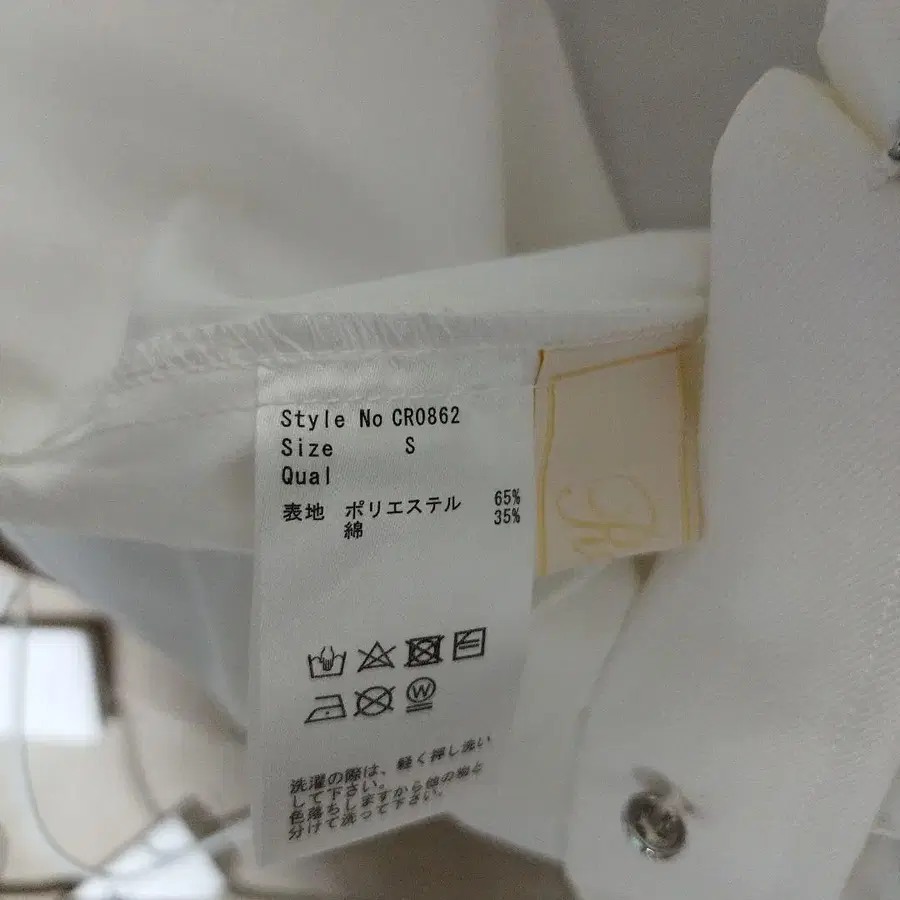 Style No CR0862
Size S
Qual
表地 ポリエステル 65%
綿 35%
W
洗濯の際は、軽く押し洗い
して下さい。
色落ちしますから他の物と
分けて洗って下さい。